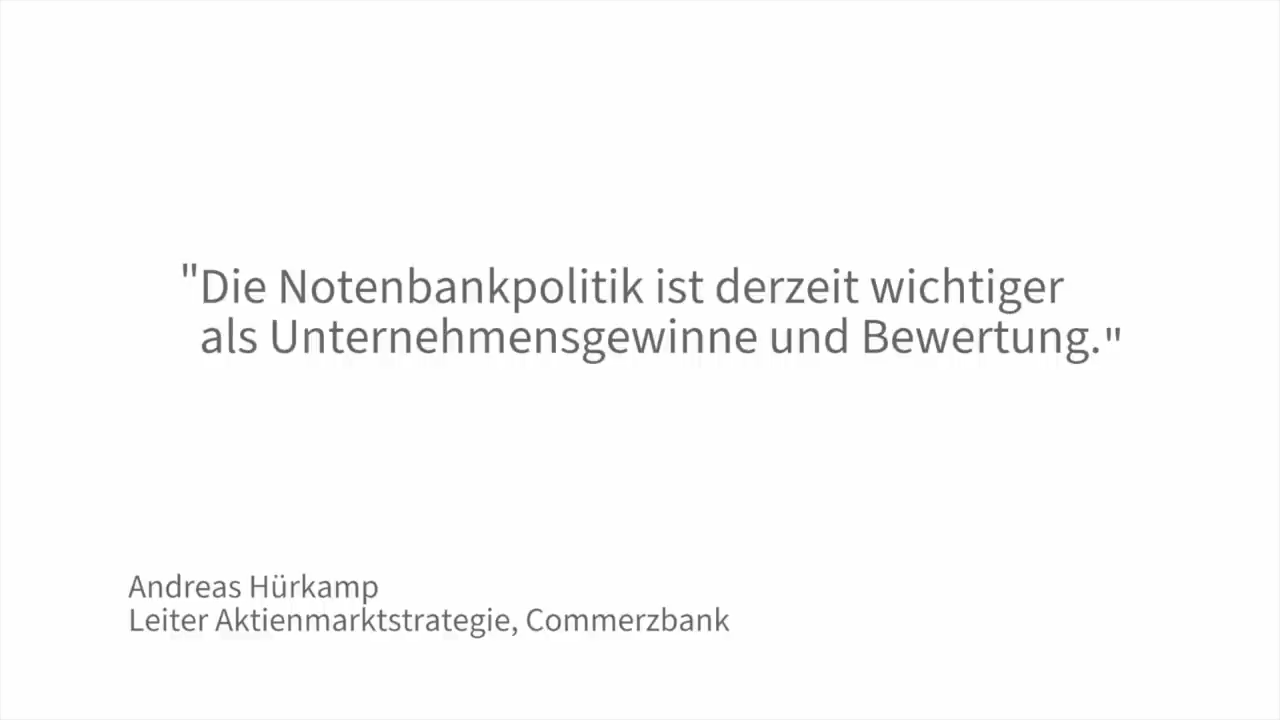 "Die Notenbankpolitik ist derzeit wichtiger
als Unternehmensgewinne und Bewertung."
Andreas Hürkamp
Leiter Aktienmarktstrategie, Commerzbank